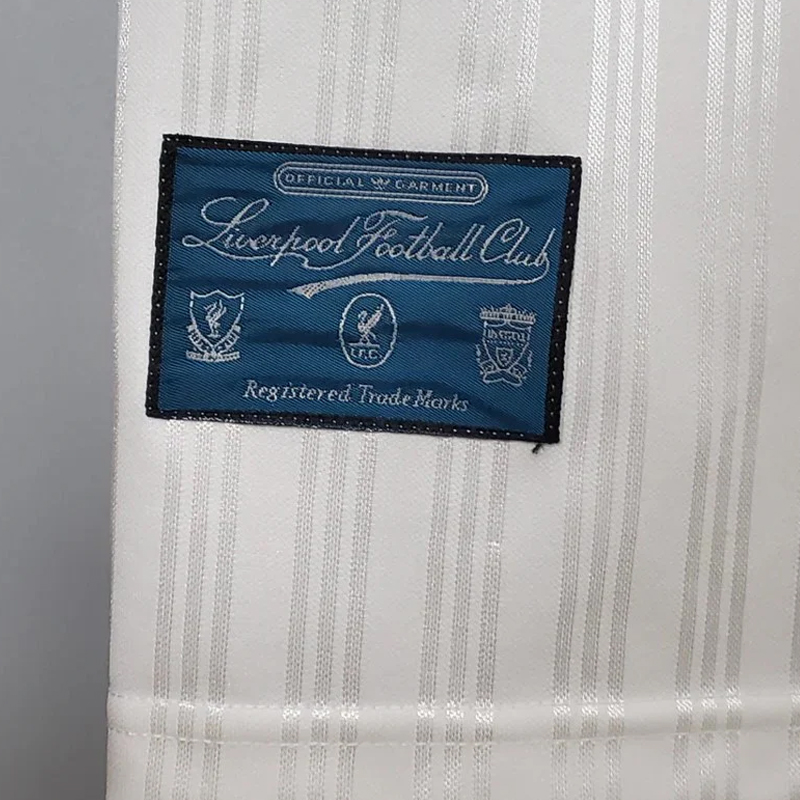 OFFICIAL GARMENT
Liverpool Football Club
L.F.C.
Registered Trade Marks